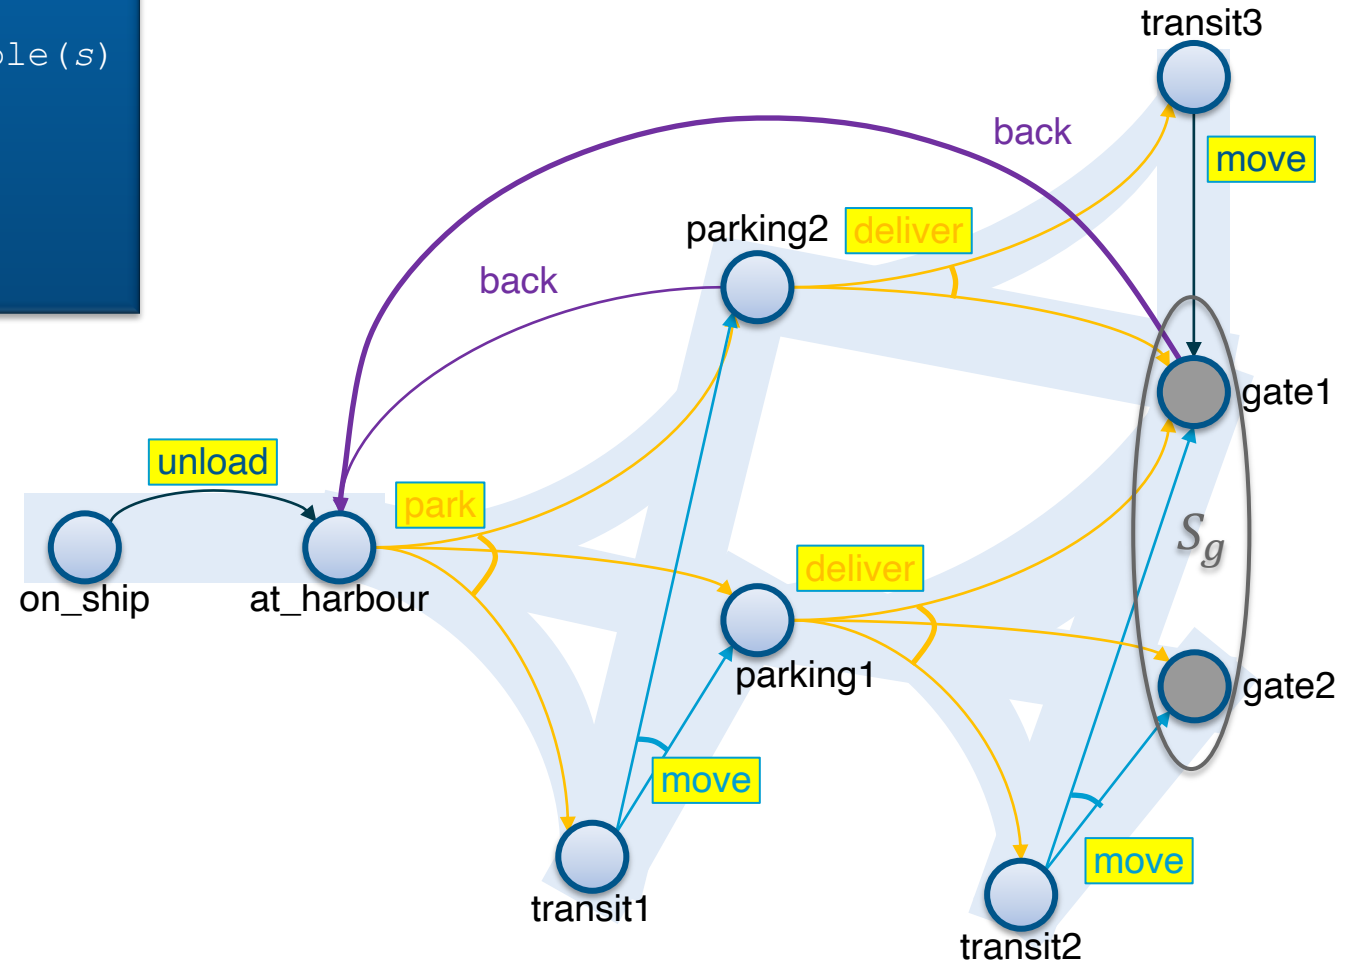 (s)
transit3
back
move
parking2
deliver
back
gate1
unload
park
S_g
deliver
on_ship
at_harbour
parking1
gate2
move
move
transit1
transit2